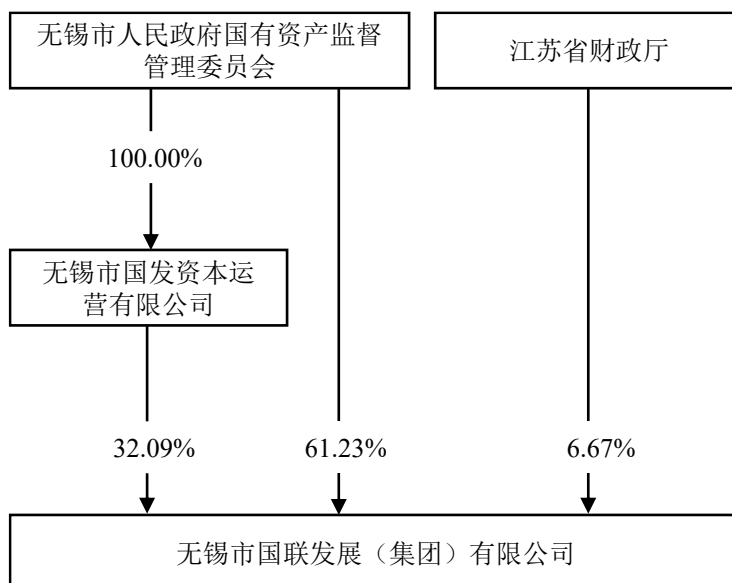 无锡市人民政府国有资产监督
管理委员会
江苏省财政厅
100.00%
无锡市国发资本运
营有限公司
32.09%
61.23%
6.67%
无锡市国联发展（集团）有限公司